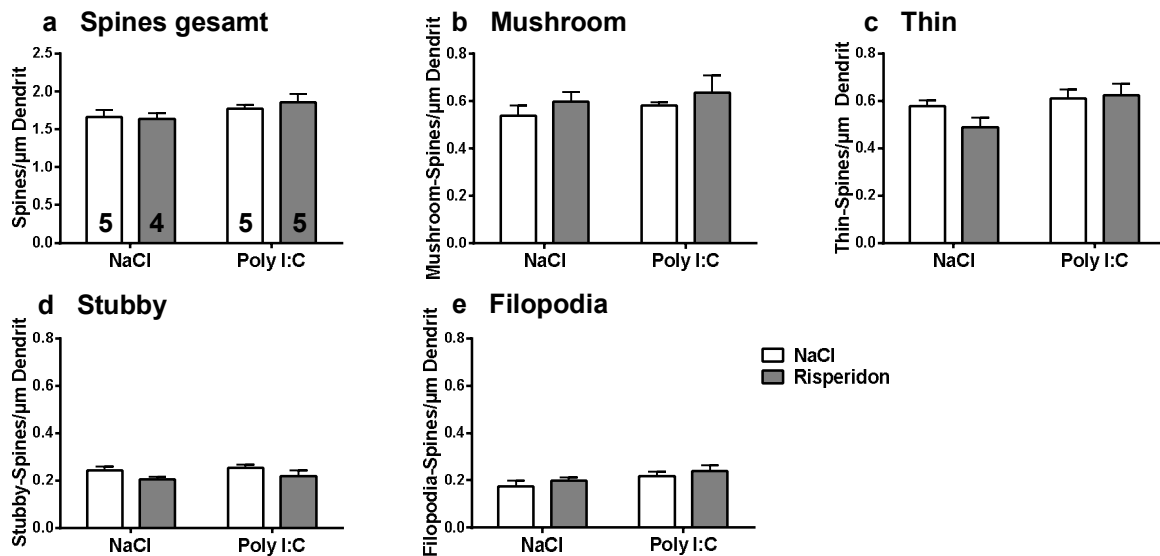 a Spines gesamt
Spines/µm Dendrit
2.5
2.0
1.5
1.0
0.5
0.0
5
4
5
5
NaCl
Poly I:C
b Mushroom
Mushroom-Spines/µm Dendrit
0.8
0.6
0.4
0.2
0.0
NaCl
Poly I:C
c Thin
Thin-Spines/µm Dendrit
0.8
0.6
0.4
0.2
0.0
NaCl
Poly I:C
d Stubby
Stubby-Spines/µm Dendrit
0.8
0.6
0.4
0.2
0.0
NaCl
Poly I:C
e Filopodia
Filopodia-Spines/µm Dendrit
0.8
0.6
0.4
0.2
0.0
NaCl
Poly I:C
NaCl
Risperidon